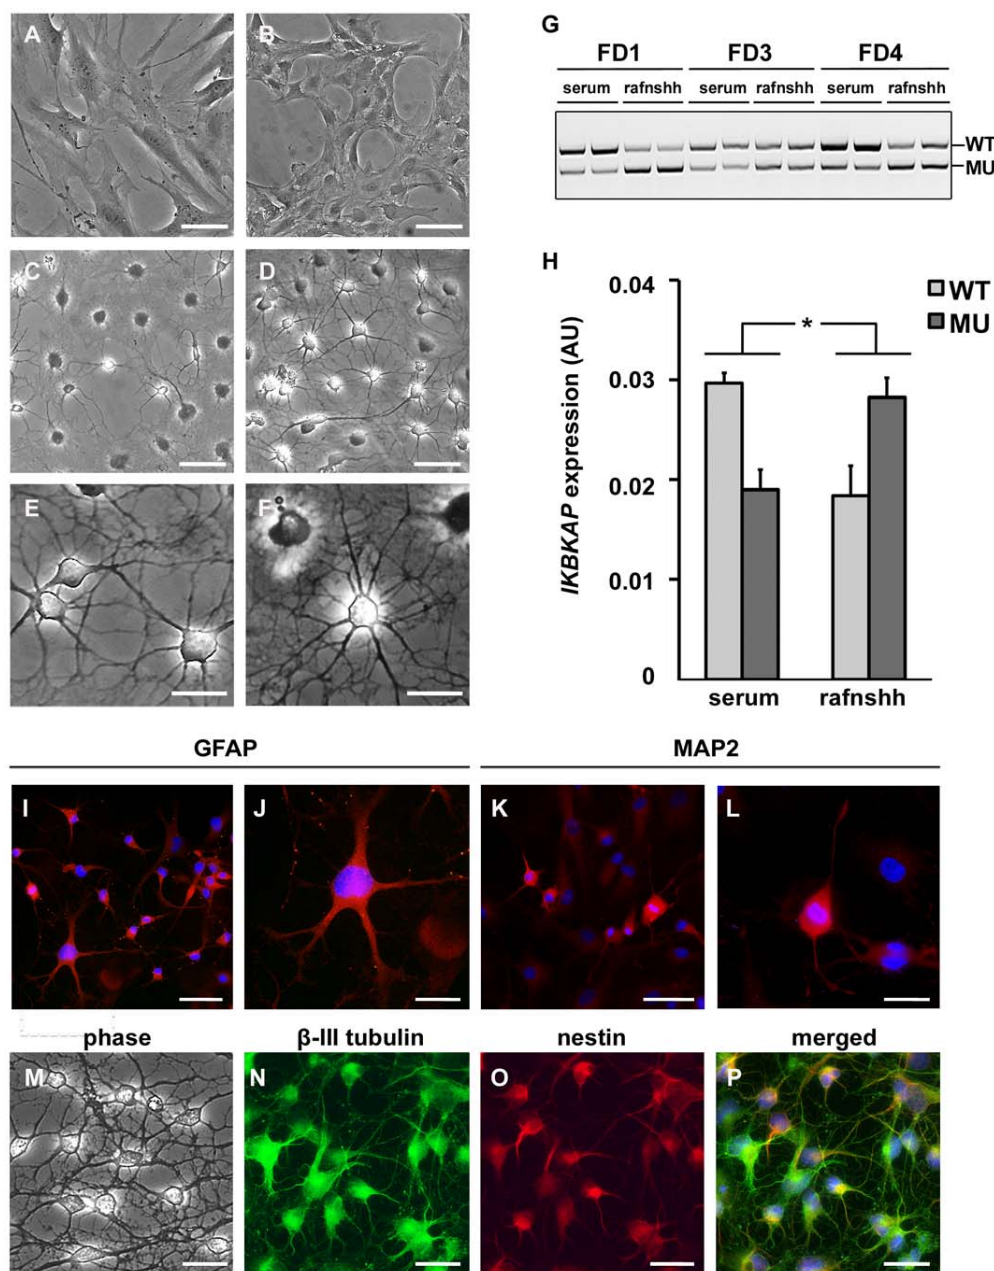 A
B
C
D
E
F
G
FD1 FD3 FD4
serum rafnshh serum rafnshh serum rafnshh
WT
MU
H
IKBKAP expression (AU)
0.04
0.03
0.02
0.01
0
*
WT
MU
serum rafnshh
GFAP MAP2
I J K L
phase β-III tubulin nestin merged
M N O P